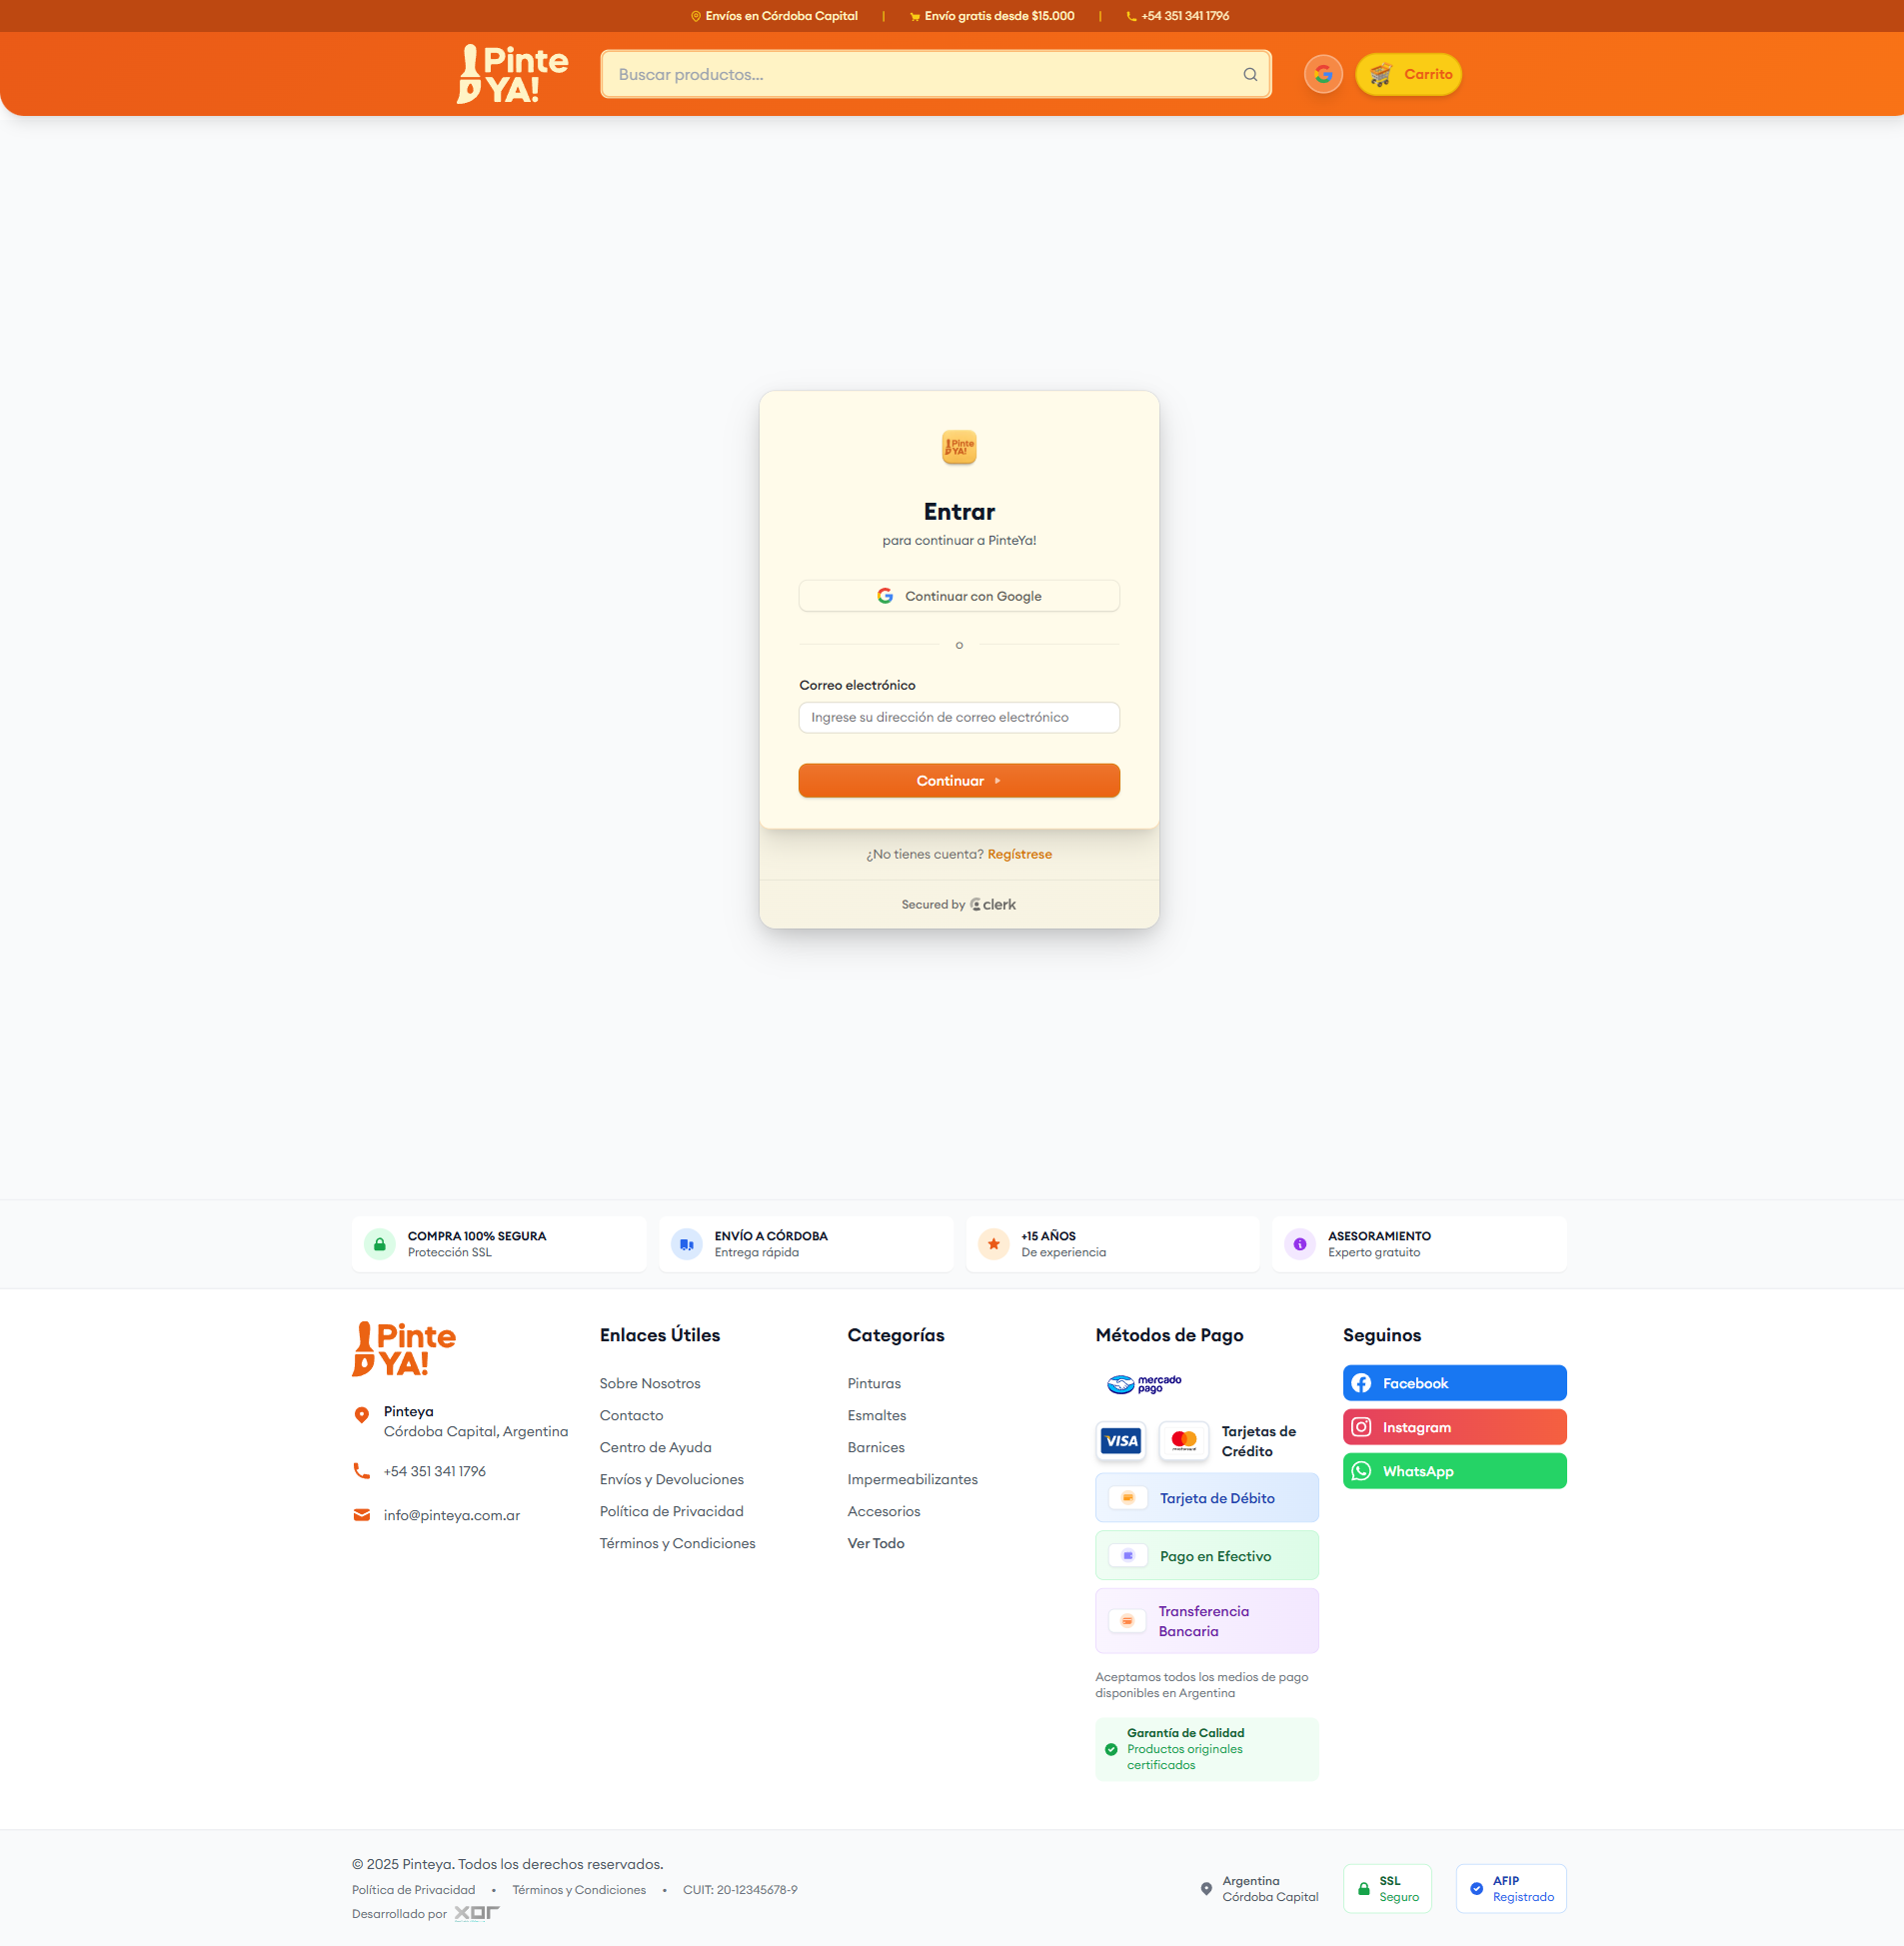 Envíos en Córdoba Capital | Envío gratis desde $15.000 | +54 351 341 1796
Pinte
YA!
Buscar productos...
Carrito
Pinte
YA!
Entrar
para continuar a PinteYa!
Continuar con Google
o
Correo electrónico
Ingrese su dirección de correo electrónico
Continuar
¿No tienes cuenta? Regístrese
Secured by clerk
COMPRA 100% SEGURA
Protección SSL
ENVÍO A CÓRDOBA
Entrega rápida
+15 AÑOS
De experiencia
ASESORAMIENTO
Experto gratuito
Pinte
YA!
Pinteya
Córdoba Capital, Argentina
+54 351 341 1796
info@pinteya.com.ar
Enlaces Útiles
Sobre Nosotros
Contacto
Centro de Ayuda
Envíos y Devoluciones
Política de Privacidad
Términos y Condiciones
Categorías
Pinturas
Esmaltes
Barnices
Impermeabilizantes
Accesorios
Ver Todo
Métodos de Pago
mercado
pago
VISA
Tarjetas de
Crédito
Tarjeta de Débito
Pago en Efectivo
Transferencia
Bancaria
Aceptamos todos los medios de pago
disponibles en Argentina
Garantía de Calidad
Productos originales
certificados
Seguinos
Facebook
Instagram
WhatsApp
© 2025 Pinteya. Todos los derechos reservados.
Política de Privacidad • Términos y Condiciones • CUIT: 20-12345678-9
Desarrollado por xor
Argentina
Córdoba Capital
SSL
Seguro
AFIP
Registrado